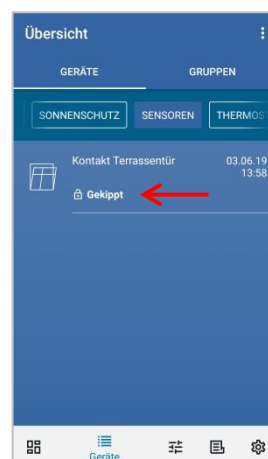 Übersicht
GERÄTE GRUPPEN
SONNENSCHUTZ SENSOREN THERMOS
Kontakt Terrassentür 03.06.19
13:58
Gekippt
Geräte